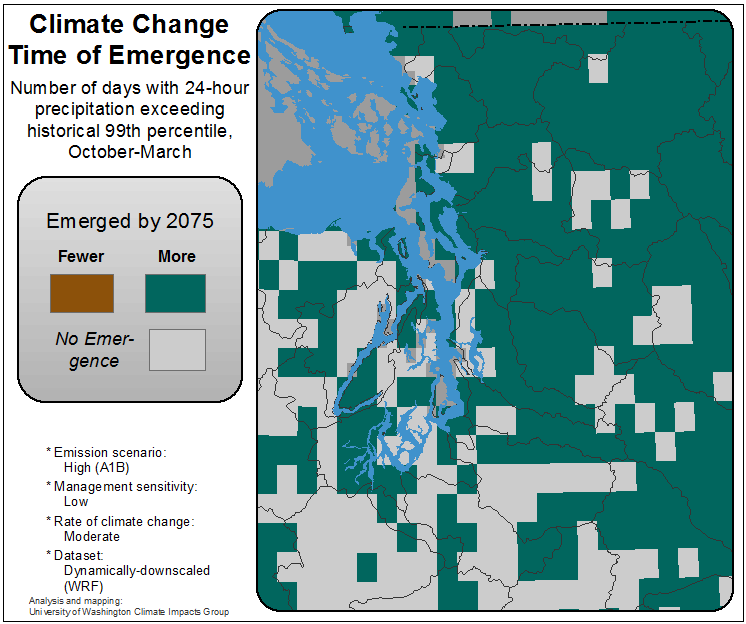 Climate Change
Time of Emergence
Number of days with 24-hour
precipitation exceeding
historical 99th percentile,
October-March
Emerged by 2075
Fewer
More
No Emer-
gence
* Emission scenario:
High (A1B)
* Management sensitivity:
Low
* Rate of climate change:
Moderate
* Dataset:
Dynamically-downscaled
(WRF)
Analysis and mapping:
University of Washington Climate Impacts Group